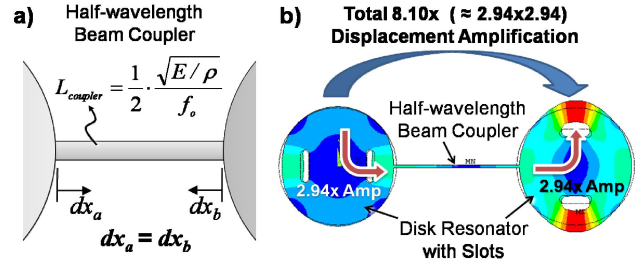 a)
Half-wavelength
Beam Coupler
L_coupler = 1/2 · √(E / ρ) / f_o
dx_a
dx_b
dx_a = dx_b
b)
Total 8.10x ( ≈ 2.94x2.94)
Displacement Amplification
Half-wavelength
Beam Coupler
MN
2.94x Amp
2.94x Amp
Disk Resonator
with Slots